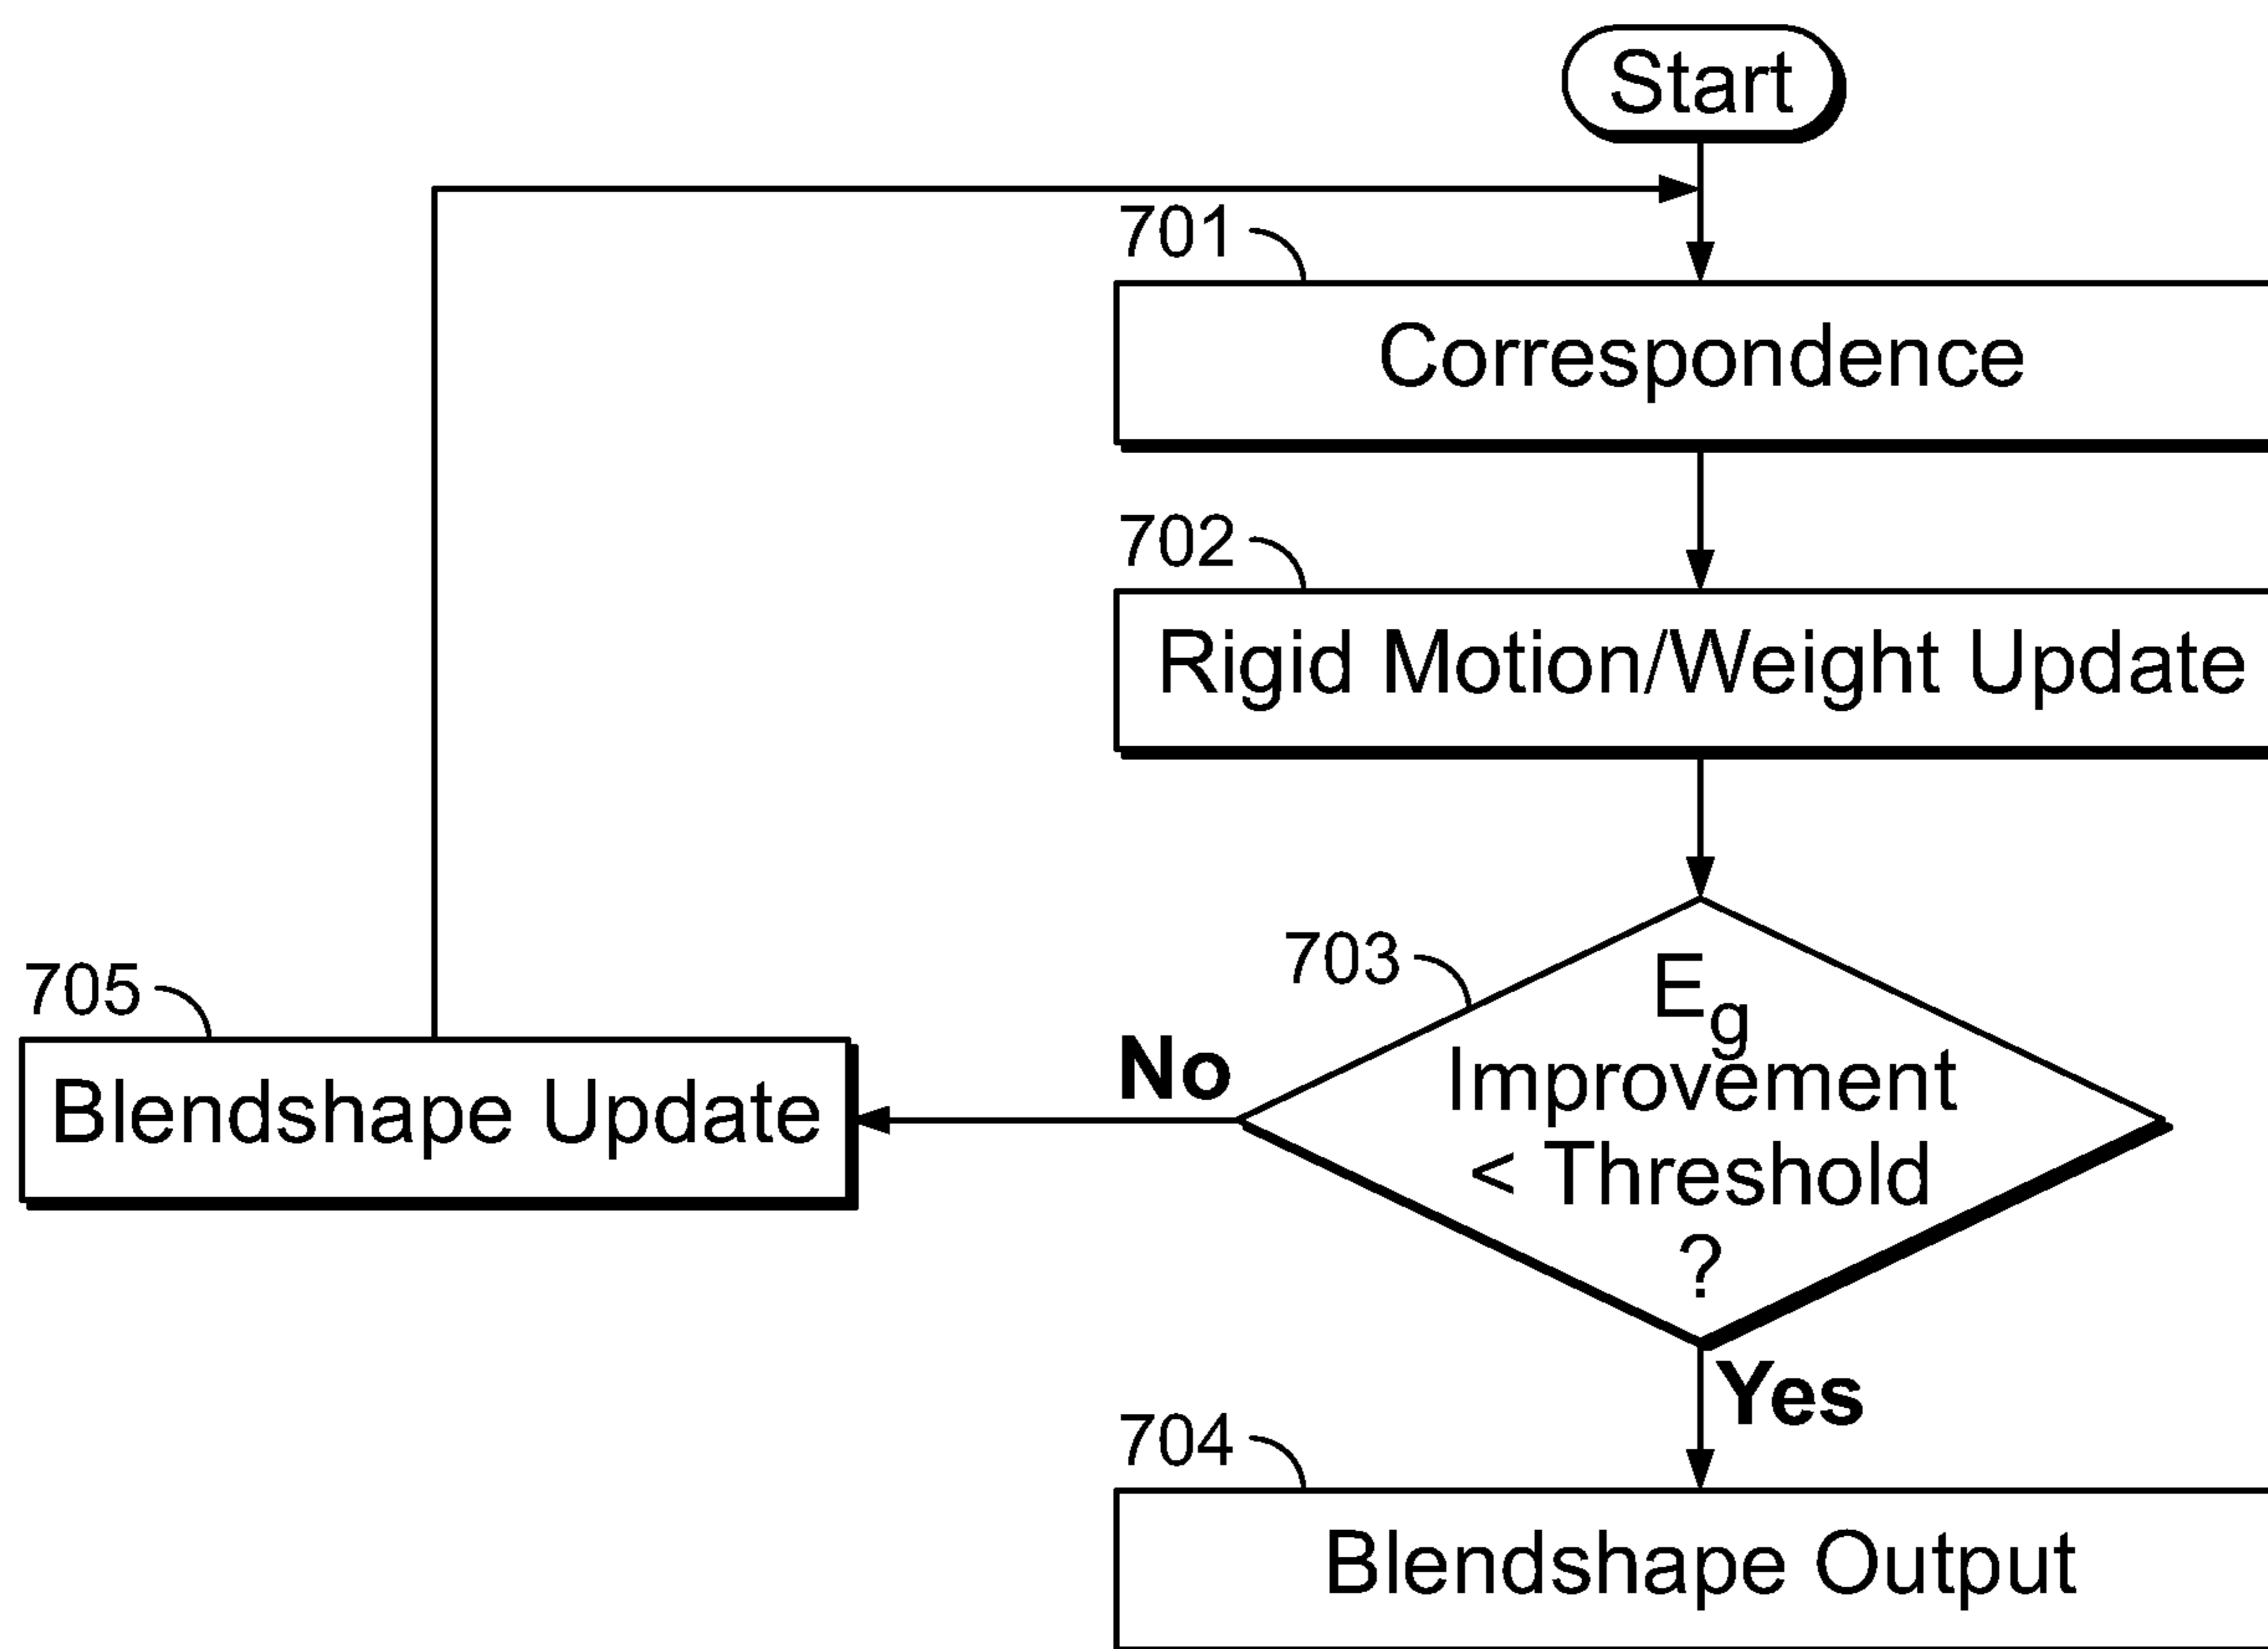 Start
701
Correspondence
702
Rigid Motion/Weight Update
703
Eg
Improvement
< Threshold
?
No
705
Blendshape Update
Yes
704
Blendshape Output